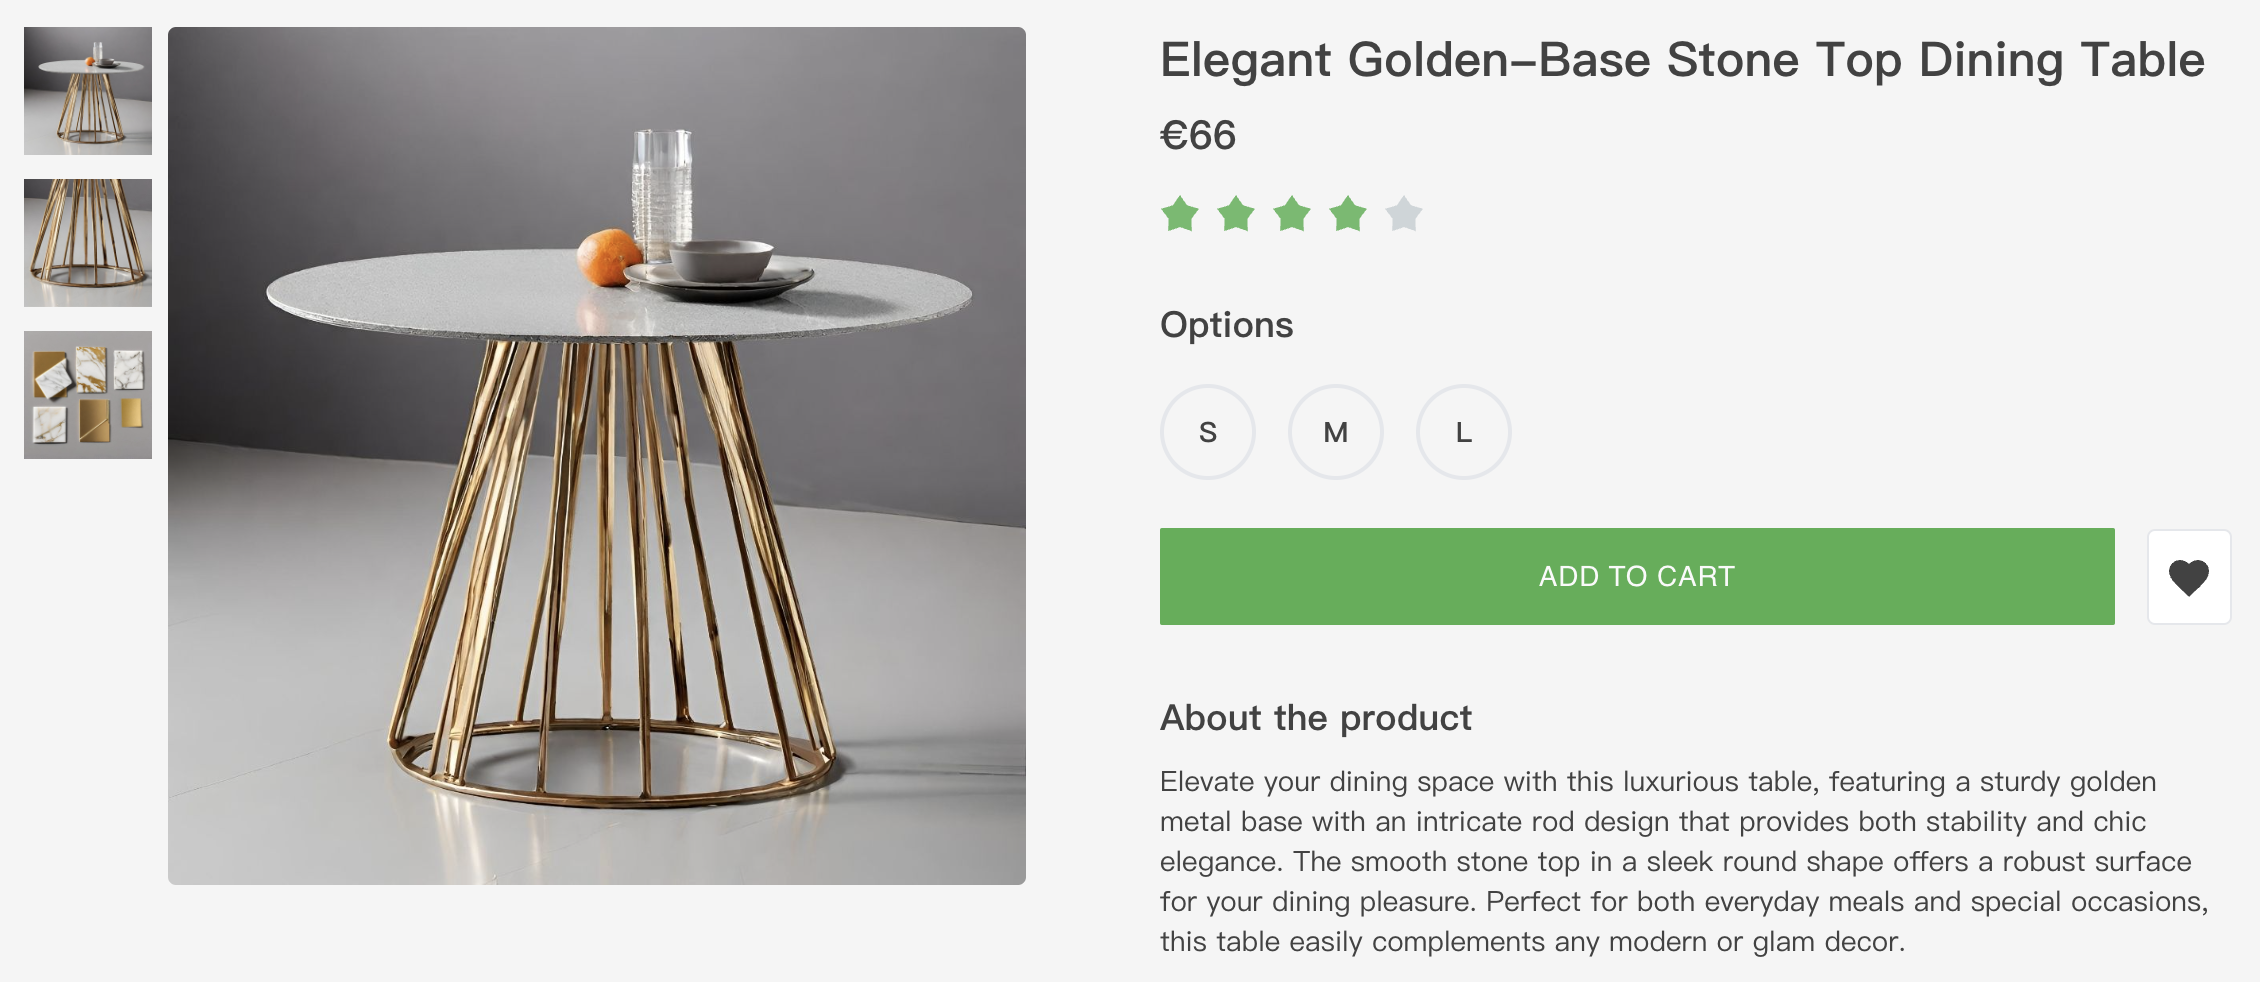 Elegant Golden–Base Stone Top Dining Table
€66
Options
S
M
L
ADD TO CART
About the product
Elevate your dining space with this luxurious table, featuring a sturdy golden
metal base with an intricate rod design that provides both stability and chic
elegance. The smooth stone top in a sleek round shape offers a robust surface
for your dining pleasure. Perfect for both everyday meals and special occasions,
this table easily complements any modern or glam decor.